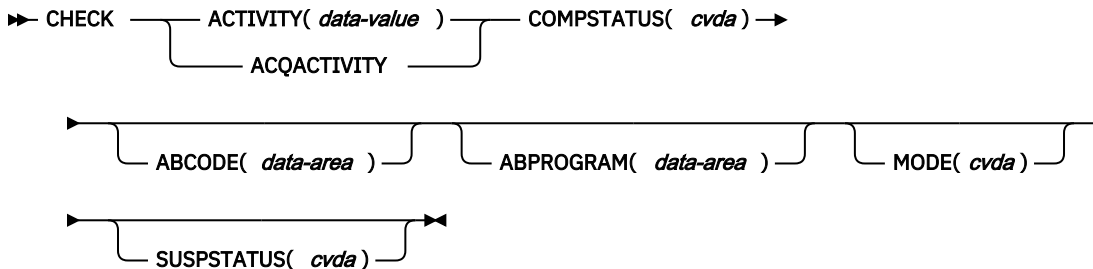 CHECK ACTIVITY( data-value ) COMPSTATUS( cvda )
ACQACTIVITY
ABCODE( data-area ) ABPROGRAM( data-area ) MODE( cvda )
SUSPSTATUS( cvda )